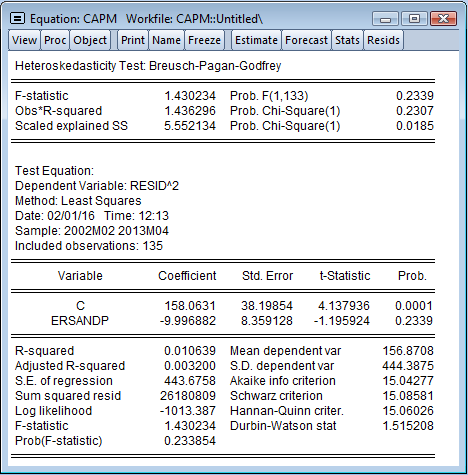 Equation: CAPM Workfile: CAPM::Untitled\
View Proc Object Print Name Freeze Estimate Forecast Stats Resids
Heteroskedasticity Test: Breusch-Pagan-Godfrey
F-statistic 1.430234 Prob. F(1,133) 0.2339
Obs*R-squared 1.436296 Prob. Chi-Square(1) 0.2307
Scaled explained SS 5.552134 Prob. Chi-Square(1) 0.0185
Test Equation:
Dependent Variable: RESID^2
Method: Least Squares
Date: 02/01/16 Time: 12:13
Sample: 2002M02 2013M04
Included observations: 135
Variable Coefficient Std. Error t-Statistic Prob.
C 158.0631 38.19854 4.137936 0.0001
ERSANDP -9.996882 8.359128 -1.195924 0.2339
R-squared 0.010639 Mean dependent var 156.8708
Adjusted R-squared 0.003200 S.D. dependent var 444.3875
S.E. of regression 443.6758 Akaike info criterion 15.04277
Sum squared resid 26180809 Schwarz criterion 15.08581
Log likelihood -1013.387 Hannan-Quinn criter. 15.06026
F-statistic 1.430234 Durbin-Watson stat 1.515208
Prob(F-statistic) 0.233854